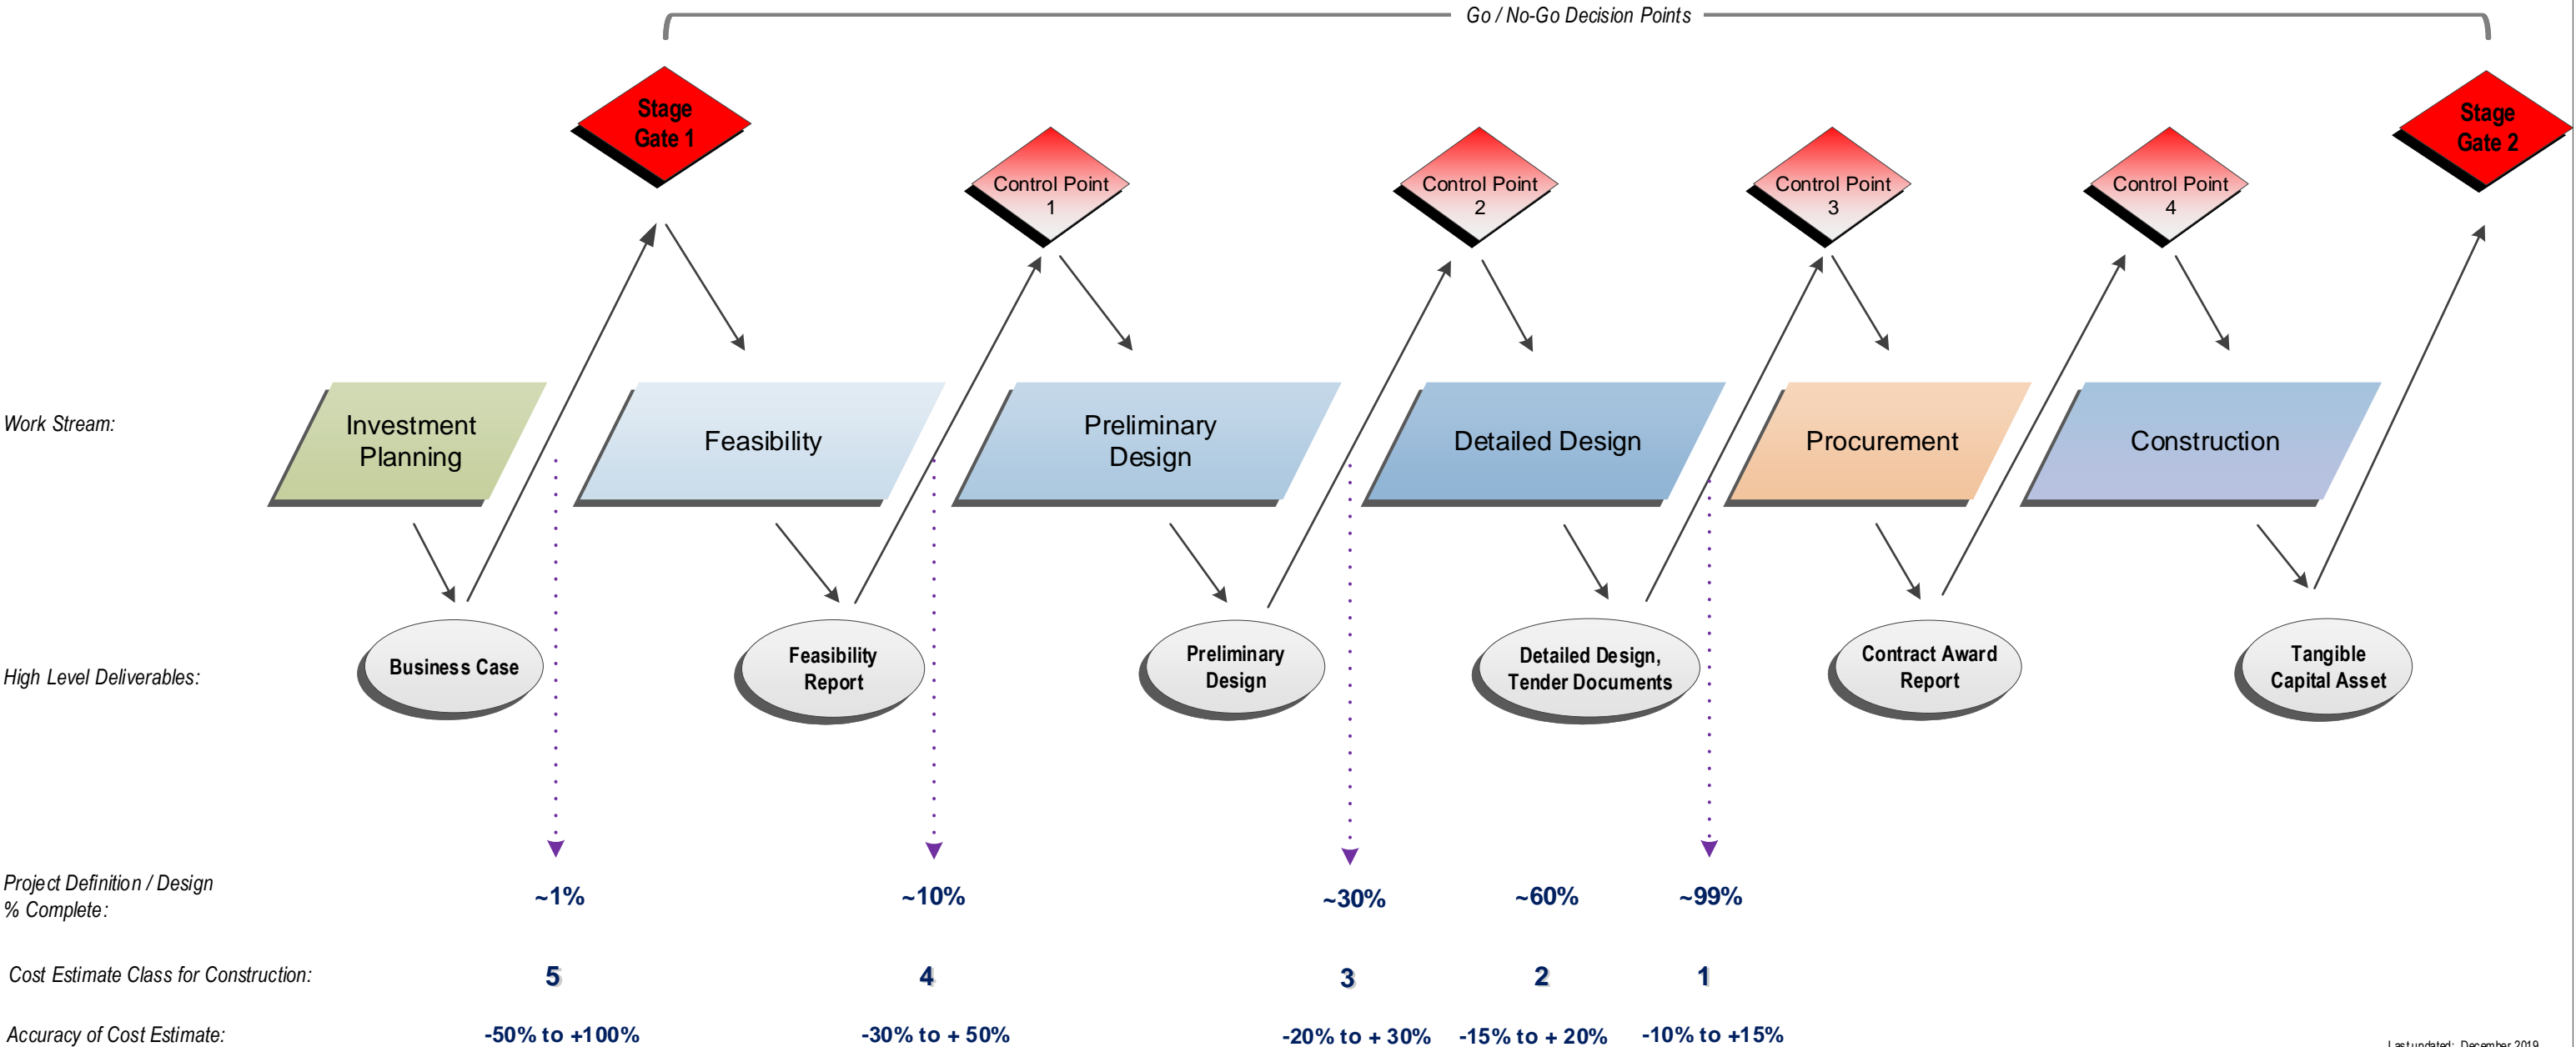 Go / No-Go Decision Points
Stage
Gate 1
Stage
Gate 2
Control Point
1
Control Point
2
Control Point
3
Control Point
4
Work Stream:
Investment
Planning
Feasibility
Preliminary
Design
Detailed Design
Procurement
Construction
High Level Deliverables:
Business Case
Feasibility
Report
Preliminary
Design
Detailed Design,
Tender Documents
Contract Award
Report
Tangible
Capital Asset
Project Definition / Design
% Complete:
~1%
~10%
~30%
~60%
~99%
Cost Estimate Class for Construction:
5
4
3
2
1
Accuracy of Cost Estimate:
-50% to +100%
-30% to + 50%
-20% to + 30%
-15% to + 20%
-10% to +15%
Last updated: December 2019